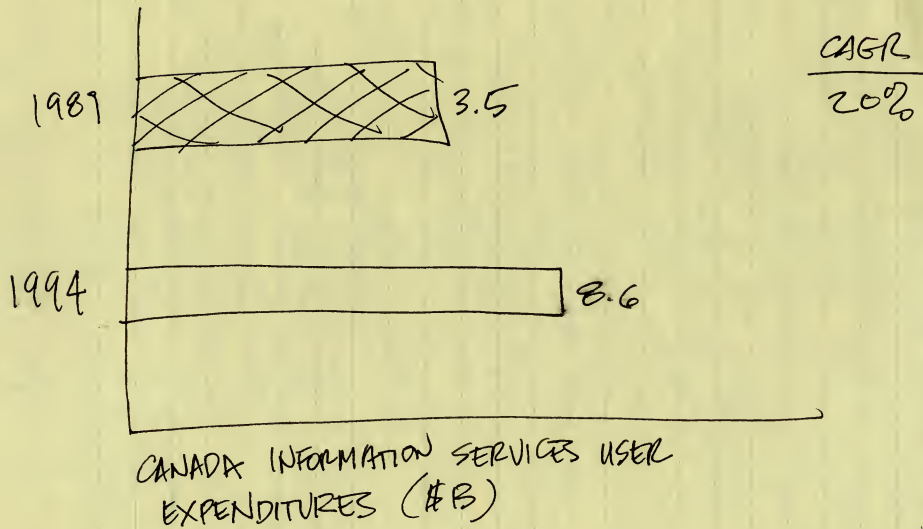 CAGR
1989 3.5 20%
1994 8.6
CANADA INFORMATION SERVICES USER
EXPENDITURES ($B)